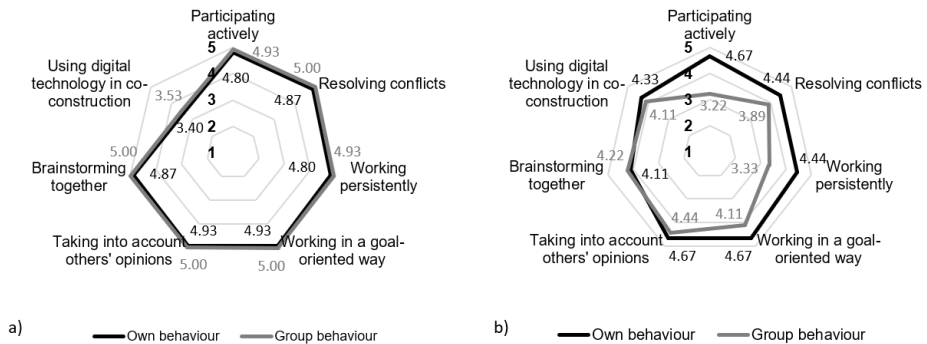 Participating
actively
5
4.93
4
4.80
5.00
Resolving conflicts
4.87
Using digital
technology in co-
construction
3.53
3
3.40
2
1
5.00
Brainstorming
together
4.87
4.80
4.93
Working
persistently
4.93
4.93
Taking into account
others' opinions
Working in a goal-
oriented way
5.00
5.00
a)
Own behaviour
Group behaviour
Participating
actively
5
4.67
4
4.44
Resolving conflicts
Using digital
technology in co-
construction
4.33
4.11
3
3.22
3.89
2
1
4.22
Brainstorming
together
4.11
3.33
4.44
Working
persistently
4.44
4.11
Taking into account
others' opinions
Working in a goal-
oriented way
4.67
4.67
b)
Own behaviour
Group behaviour